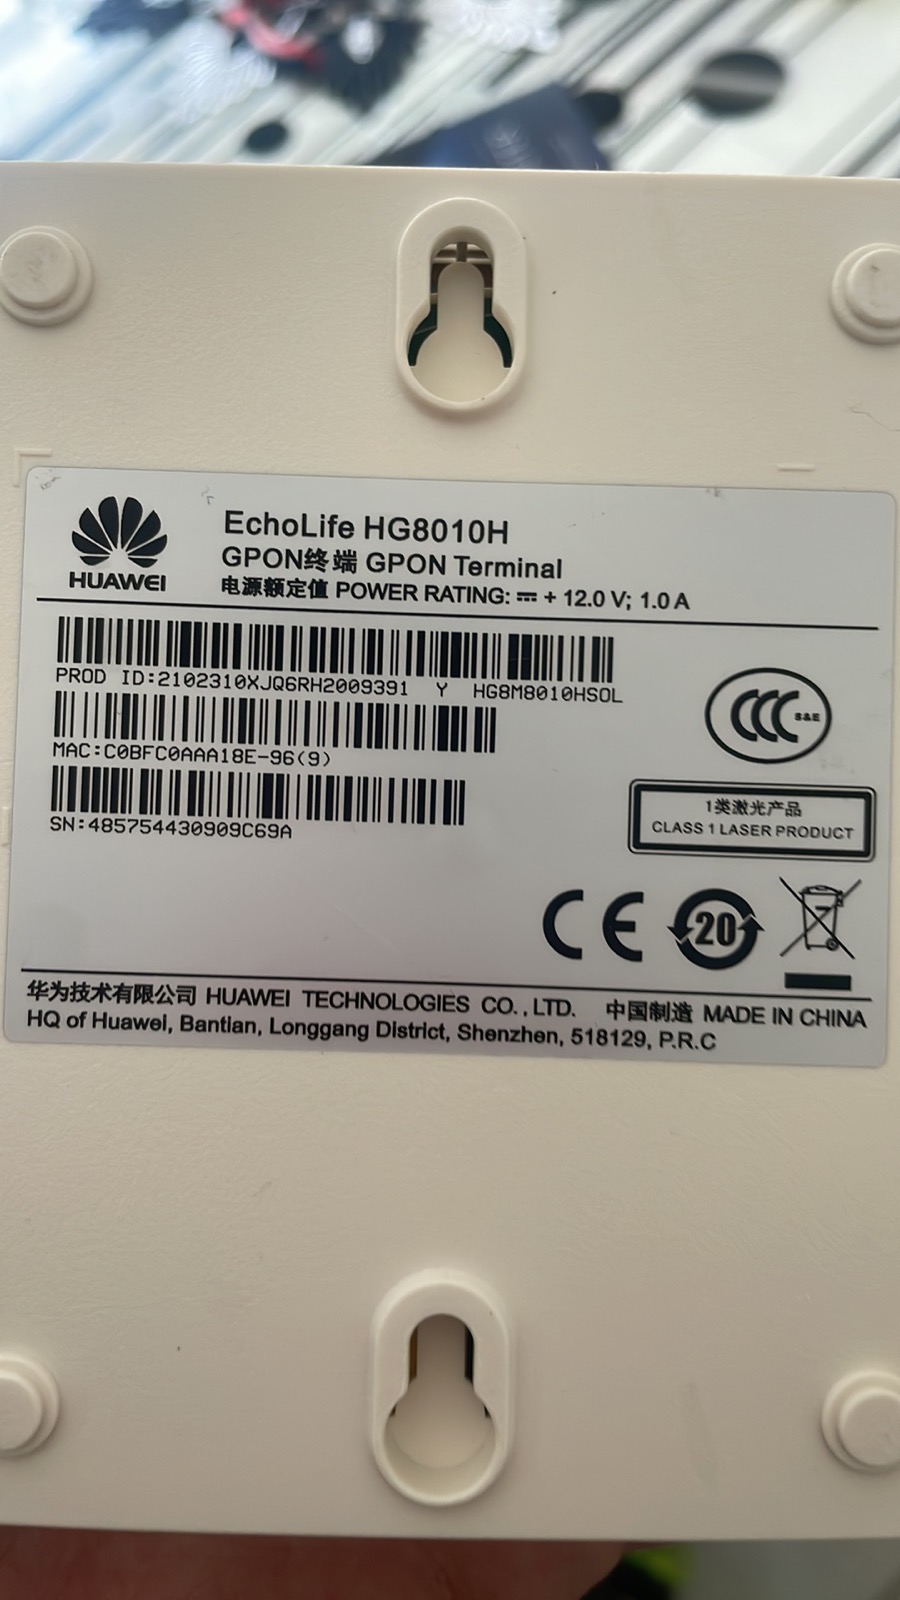 HUAWEI
EchoLife HG8010H
GPON终端 GPON Terminal
电源额定值 POWER RATING: ⎓ + 12.0 V; 1.0 A
PROD ID:2102310XJQ6RH2009391 Y HG8M8010HSOL
MAC:C0BFC0AAA18E-96(9)
SN:485754430909C69A
CCC S&E
1类激光产品
CLASS 1 LASER PRODUCT
CE 20
华为技术有限公司 HUAWEI TECHNOLOGIES CO.,LTD. 中国制造 MADE IN CHINA
HQ of Huawei, Bantian, Longgang District, Shenzhen, 518129, P.R.C